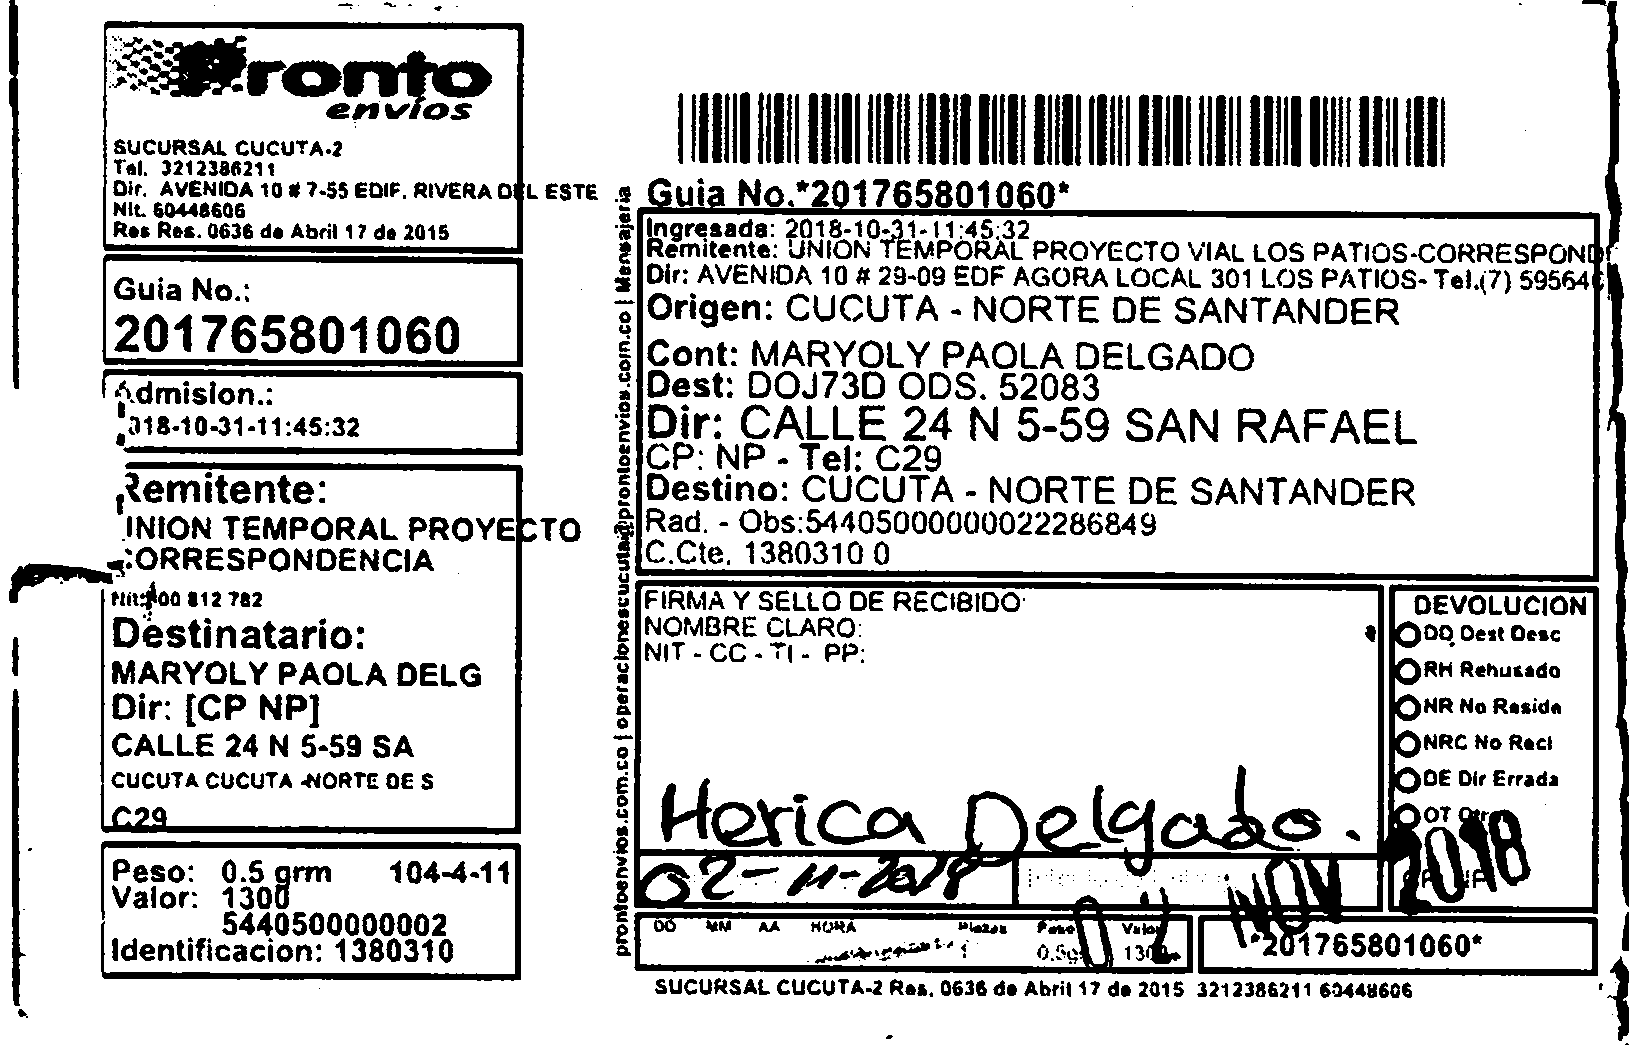 Pronto
envíos
SUCURSAL CUCUTA-2
Tel. 3212386211
Dir. AVENIDA 10 # 7-55 EDIF. RIVERA DEL ESTE
Nit. 60448606
Res Res. 0636 de Abril 17 de 2015
Guia No.:
201765801060
Admision.:
2018-10-31-11:45:32
Remitente:
UNION TEMPORAL PROYECTO
CORRESPONDENCIA
Nit: 900 812 782
Destinatario:
MARYOLY PAOLA DELG
Dir: [CP NP]
CALLE 24 N 5-59 SA
CUCUTA CUCUTA -NORTE DE S
C29
Peso: 0.5 grm 104-4-11
Valor: 1300
5440500000002
Identificacion: 1380310
prontoenvios.com.co | operacionescucuta@prontoenvios.com.co | Mensajeria
Guia No.*201765801060*
Ingresada: 2018-10-31-11:45:32
Remitente: UNION TEMPORAL PROYECTO VIAL LOS PATIOS-CORRESPOND
Dir: AVENIDA 10 # 29-09 EDF AGORA LOCAL 301 LOS PATIOS- Tel.(7) 59564
Origen: CUCUTA - NORTE DE SANTANDER
Cont: MARYOLY PAOLA DELGADO
Dest: DOJ73D ODS. 52083
Dir: CALLE 24 N 5-59 SAN RAFAEL
CP: NP - Tel: C29
Destino: CUCUTA - NORTE DE SANTANDER
Rad. - Obs:54405000000022286849
C.Cte. 1380310 0
FIRMA Y SELLO DE RECIBIDO
NOMBRE CLARO:
NIT - CC - TI - PP:
Herica Delgado.
02-11-2018
DEVOLUCION
DD Dest Desc
RH Rehusado
NR No Reside
NRC No Recl
DE Dir Errada
OT Otr
NOV 2018
DD MM AA HORA Piezas Peso Valor
0.5g 1300
*201765801060*
SUCURSAL CUCUTA-2 Res. 0636 de Abril 17 de 2015 3212386211 60448606